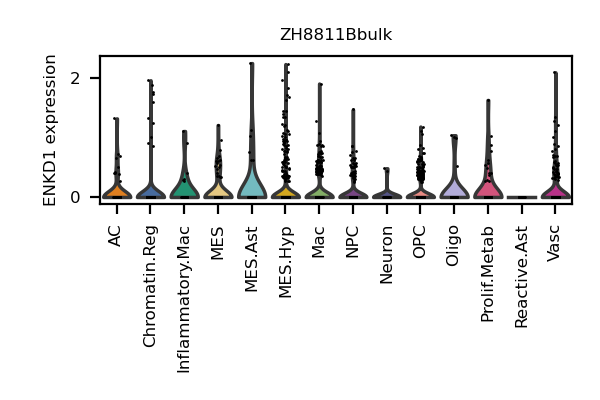 ZH8811Bbulk
ENKD1 expression
2
0
AC
Chromatin.Reg
Inflammatory.Mac
MES
MES.Ast
MES.Hyp
Mac
NPC
Neuron
OPC
Oligo
Prolif.Metab
Reactive.Ast
Vasc